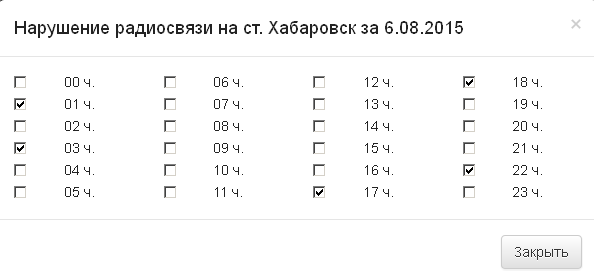 Нарушение радиосвязи на ст. Хабаровск за 6.08.2015 ×
00 ч. 06 ч. 12 ч. 18 ч.
01 ч. 07 ч. 13 ч. 19 ч.
02 ч. 08 ч. 14 ч. 20 ч.
03 ч. 09 ч. 15 ч. 21 ч.
04 ч. 10 ч. 16 ч. 22 ч.
05 ч. 11 ч. 17 ч. 23 ч.
Закрыть